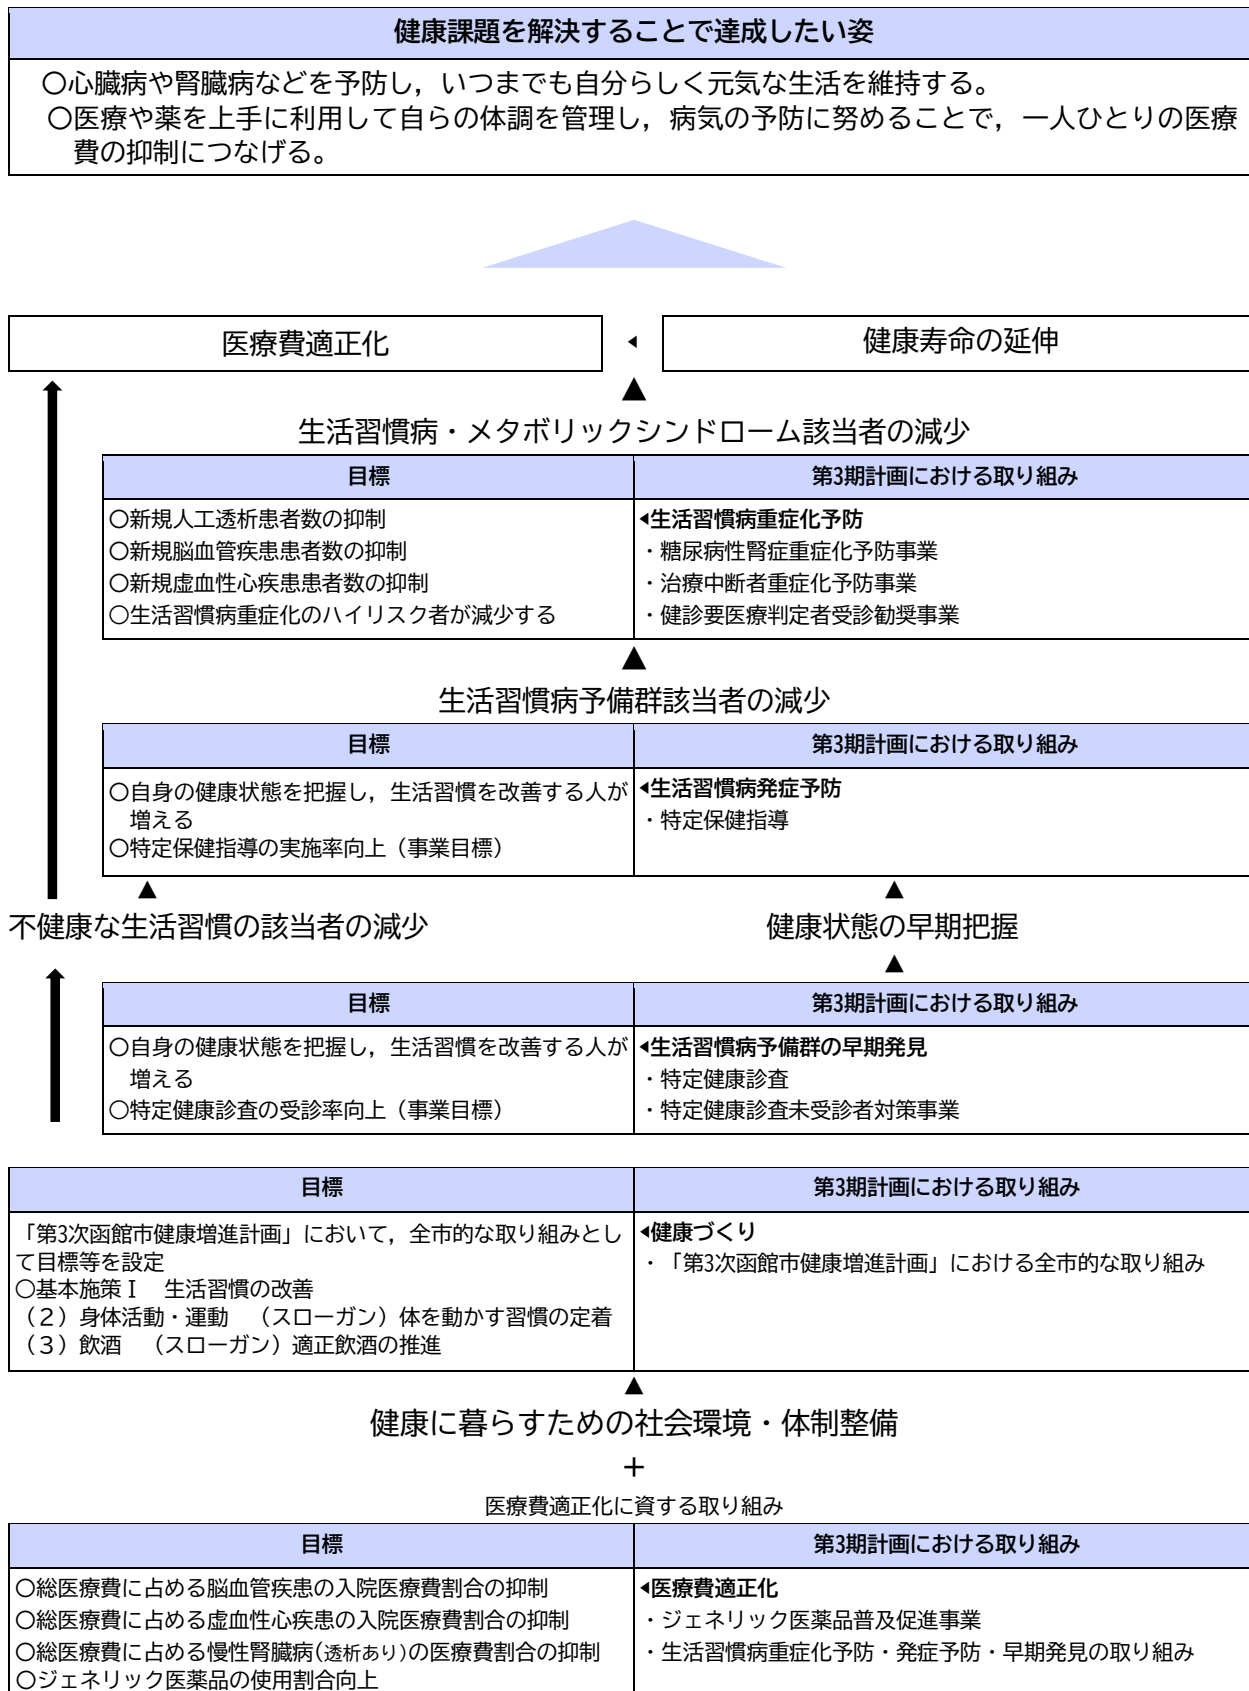 健康課題を解決することで達成したい姿
○心臓病や腎臓病などを予防し，いつまでも自分らしく元気な生活を維持する。
○医療や薬を上手に利用して自らの体調を管理し，病気の予防に努めることで，一人ひとりの医療
費の抑制につなげる。
医療費適正化
健康寿命の延伸
生活習慣病・メタボリックシンドローム該当者の減少
目標
第3期計画における取り組み
○新規人工透析患者数の抑制
○新規脳血管疾患患者数の抑制
○新規虚血性心疾患患者数の抑制
○生活習慣病重症化のハイリスク者が減少する
生活習慣病重症化予防
・糖尿病性腎症重症化予防事業
・治療中断者重症化予防事業
・健診要医療判定者受診勧奨事業
生活習慣病予備群該当者の減少
目標
第3期計画における取り組み
○自身の健康状態を把握し，生活習慣を改善する人が
増える
○特定保健指導の実施率向上（事業目標）
生活習慣病発症予防
・特定保健指導
不健康な生活習慣の該当者の減少
健康状態の早期把握
目標
第3期計画における取り組み
○自身の健康状態を把握し，生活習慣を改善する人が
増える
○特定健康診査の受診率向上（事業目標）
生活習慣病予備群の早期発見
・特定健康診査
・特定健康診査未受診者対策事業
目標
第3期計画における取り組み
「第3次函館市健康増進計画」において，全市的な取り組みとし
て目標等を設定
○基本施策Ⅰ　生活習慣の改善
（２）身体活動・運動　（スローガン）体を動かす習慣の定着
（３）飲酒　（スローガン）適正飲酒の推進
健康づくり
・「第3次函館市健康増進計画」における全市的な取り組み
健康に暮らすための社会環境・体制整備
＋
医療費適正化に資する取り組み
目標
第3期計画における取り組み
○総医療費に占める脳血管疾患の入院医療費割合の抑制
○総医療費に占める虚血性心疾患の入院医療費割合の抑制
○総医療費に占める慢性腎臓病(透析あり)の医療費割合の抑制
○ジェネリック医薬品の使用割合向上
医療費適正化
・ジェネリック医薬品普及促進事業
・生活習慣病重症化予防・発症予防・早期発見の取り組み